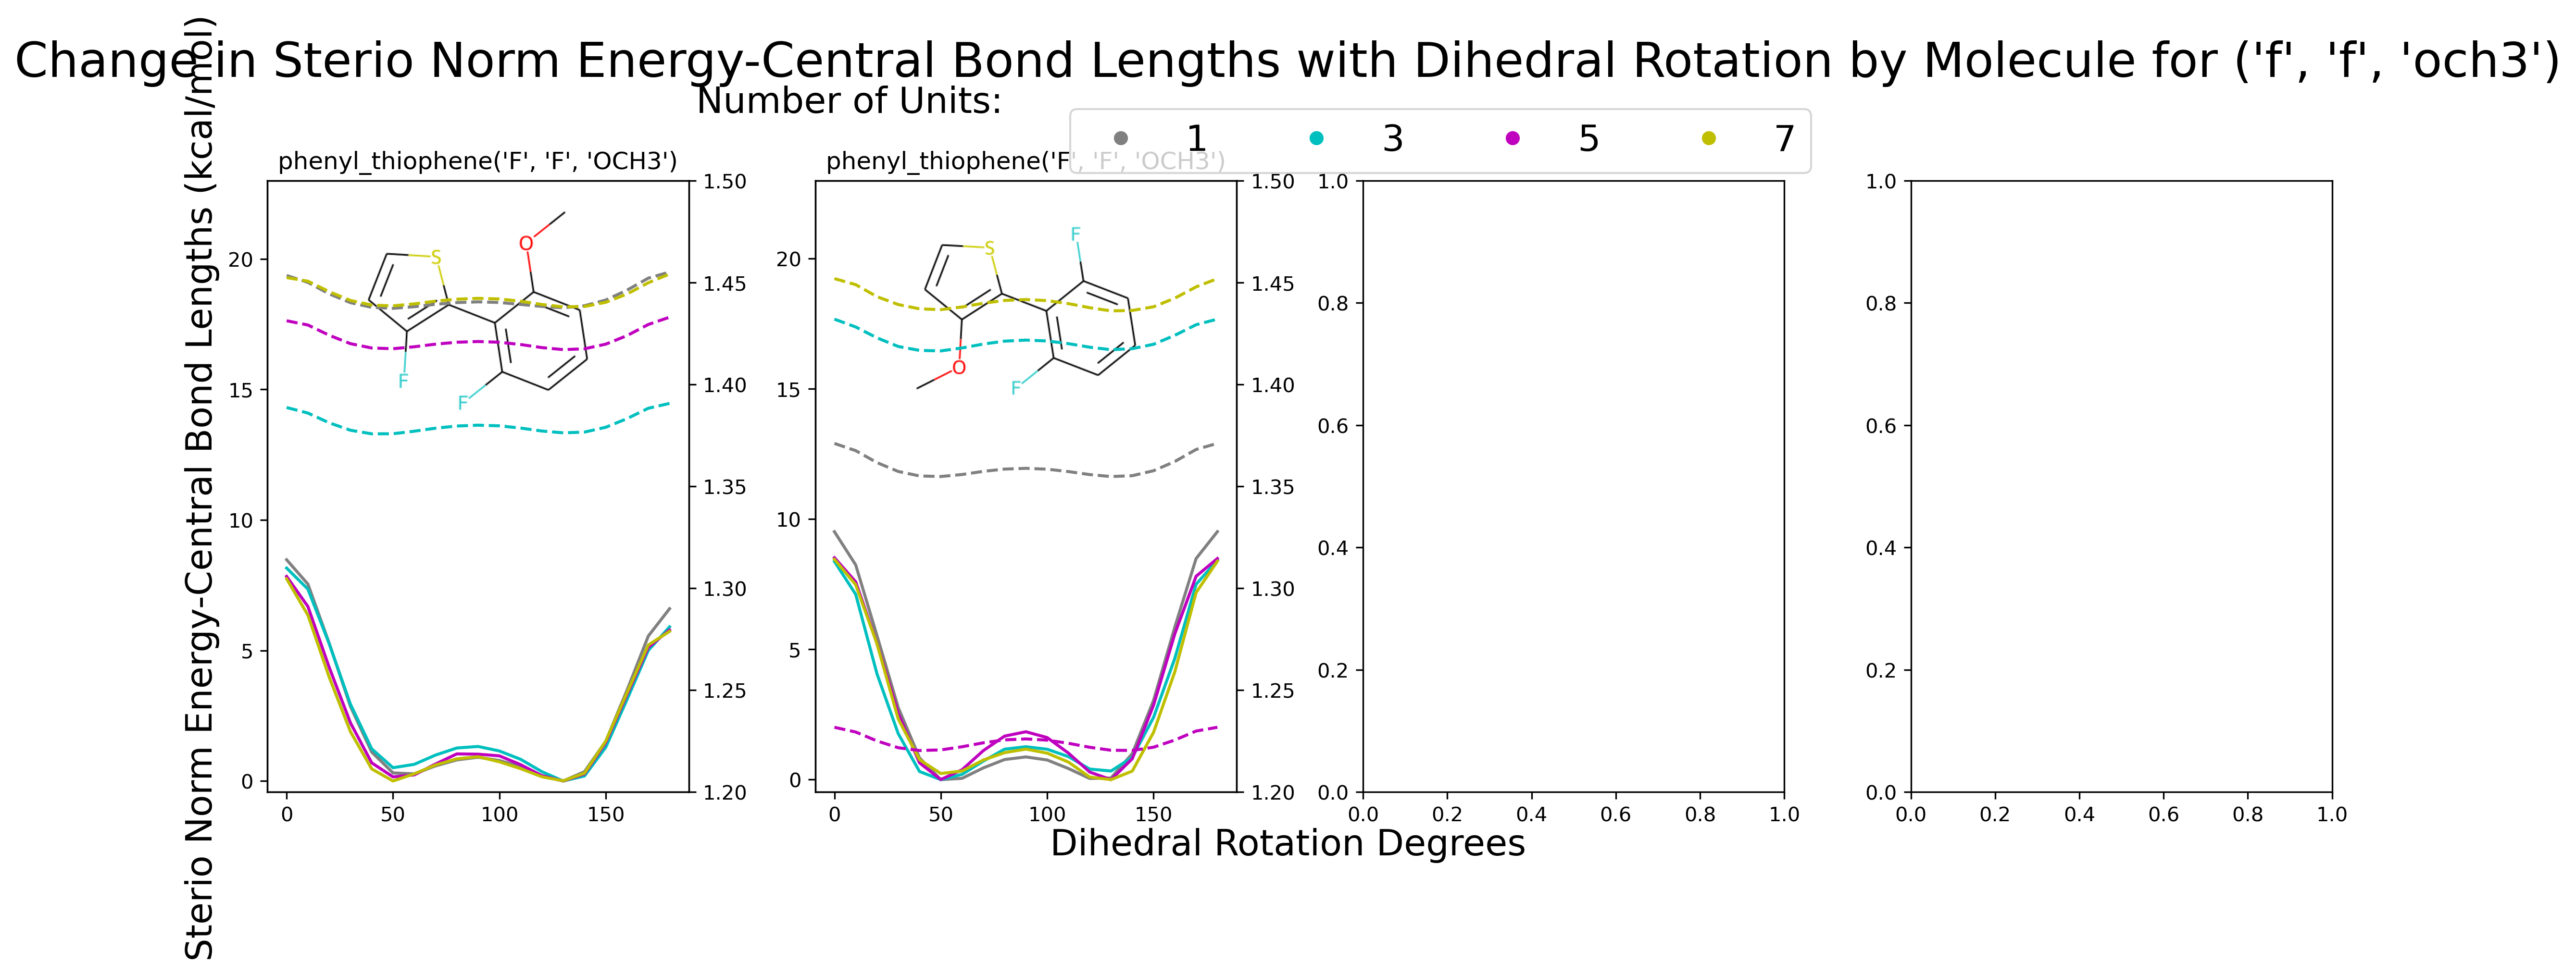 Change in Sterio Norm Energy-Central Bond Lengths with Dihedral Rotation by Molecule for ('f', 'f', 'och3')
Number of Units:
1 3 5 7
Sterio Norm Energy-Central Bond Lengths (kcal/mol)
phenyl_thiophene('F', 'F', 'OCH3')
20
15
10
5
0
1.50
1.45
1.40
1.35
1.30
1.25
1.20
0 50 100 150
S
O
F
F
phenyl_thiophene('F', 'F', 'OCH3')
20
15
10
5
0
1.50
1.45
1.40
1.35
1.30
1.25
1.20
0 50 100 150
F
S
O
F
1.0
0.8
0.6
0.4
0.2
0.0
0.0 0.2 0.4 0.6 0.8 1.0
1.0
0.8
0.6
0.4
0.2
0.0
0.0 0.2 0.4 0.6 0.8 1.0
Dihedral Rotation Degrees